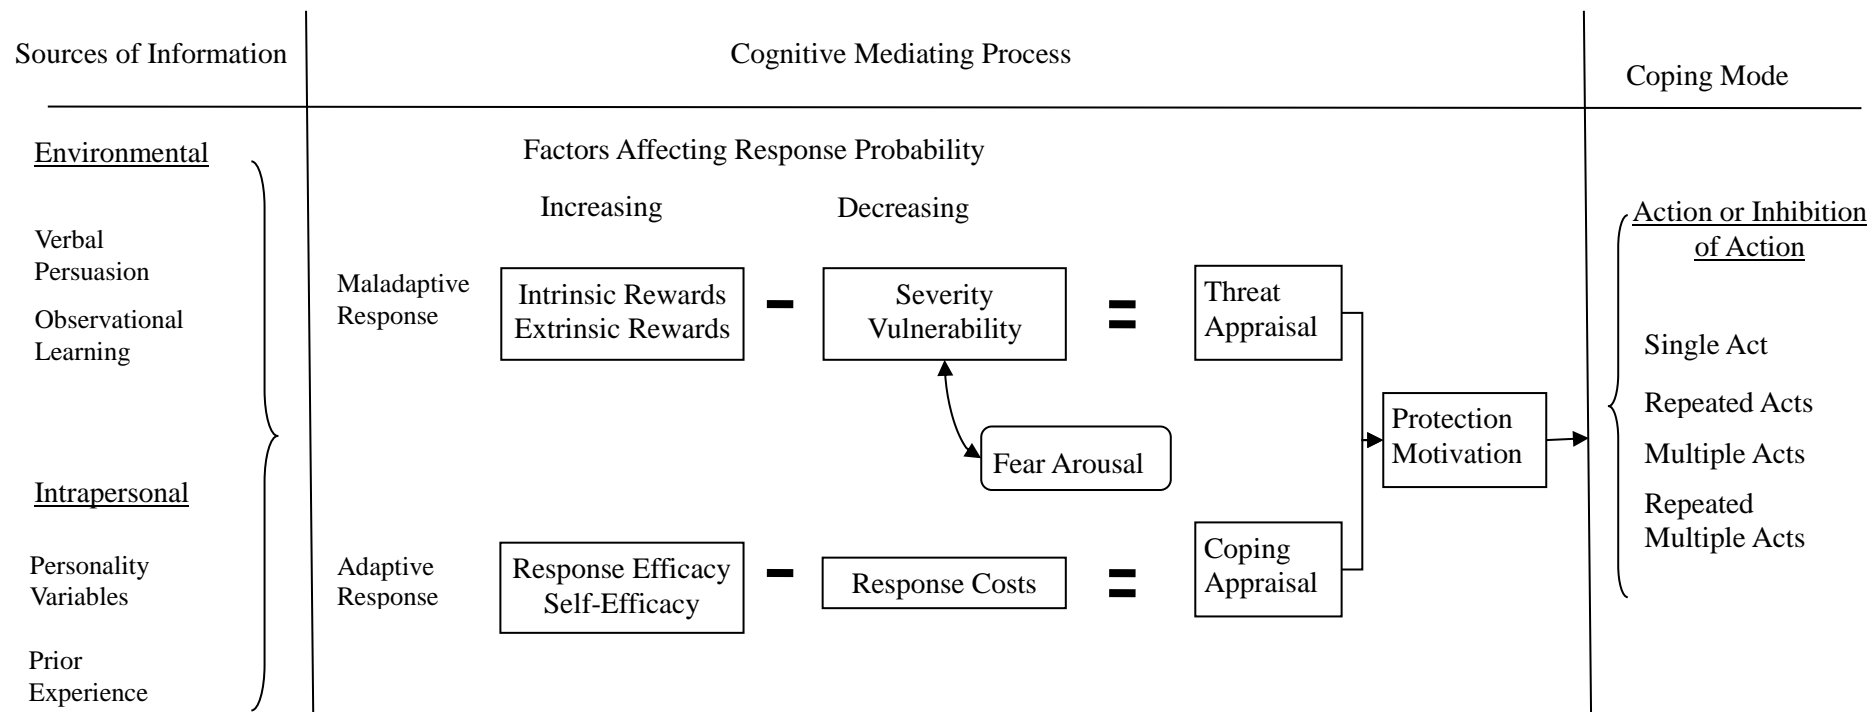 Sources of Information
Cognitive Mediating Process
Coping Mode
Environmental
Verbal
Persuasion
Observational
Learning
Intrapersonal
Personality
Variables
Prior
Experience
Factors Affecting Response Probability
Increasing
Decreasing
Maladaptive
Response
Intrinsic Rewards
Extrinsic Rewards
-
Severity
Vulnerability
=
Threat
Appraisal
Fear Arousal
Adaptive
Response
Response Efficacy
Self-Efficacy
-
Response Costs
=
Coping
Appraisal
Protection
Motivation
Action or Inhibition
of Action
Single Act
Repeated Acts
Multiple Acts
Repeated
Multiple Acts